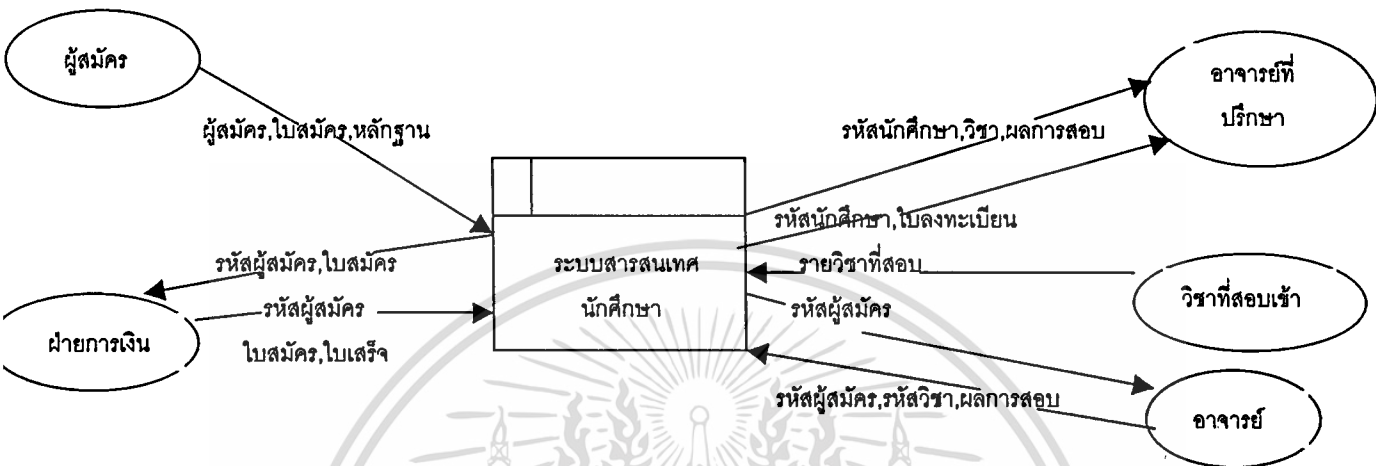 ผู้สมัคร
อาจารย์ที่
ปรึกษา
ผู้สมัคร,ใบสมัคร,หลักฐาน
รหัสนักศึกษา,วิชา,ผลการสอบ
รหัสนักศึกษา,ใบลงทะเบียน
รหัสผู้สมัคร,ใบสมัคร
ระบบสารสนเทศ
นักศึกษา
รายวิชาที่สอบ
วิชาที่สอบเข้า
รหัสผู้สมัคร
รหัสผู้สมัคร
ฝ่ายการเงิน
ใบสมัคร,ใบเสร็จ
รหัสผู้สมัคร,รหัสวิชา,ผลการสอบ
อาจารย์